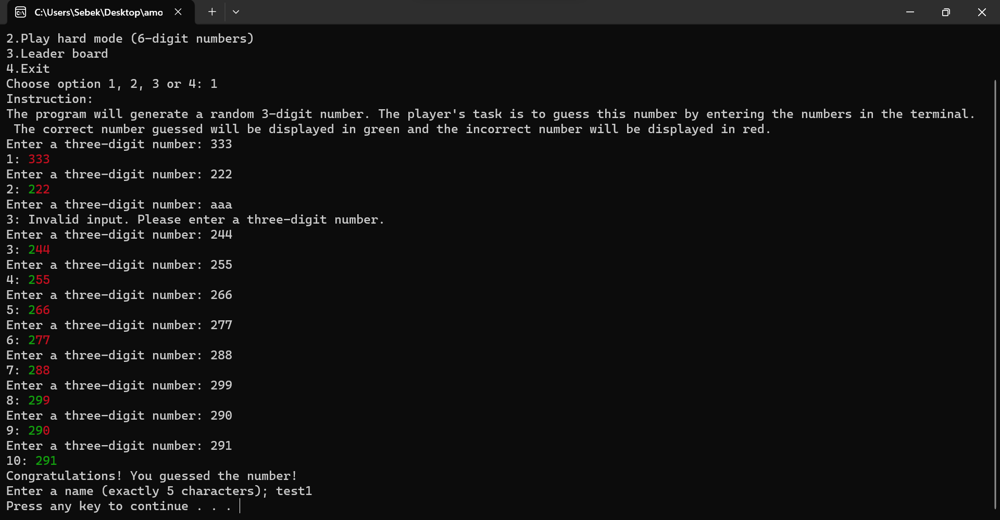 C:\Users\Sebek\Desktop\amo
2.Play hard mode (6-digit numbers)
3.Leader board
4.Exit
Choose option 1, 2, 3 or 4: 1
Instruction:
The program will generate a random 3-digit number. The player's task is to guess this number by entering the numbers in the terminal.
 The correct number guessed will be displayed in green and the incorrect number will be displayed in red.
Enter a three-digit number: 333
1: 333
Enter a three-digit number: 222
2: 222
Enter a three-digit number: aaa
3: Invalid input. Please enter a three-digit number.
Enter a three-digit number: 244
3: 244
Enter a three-digit number: 255
4: 255
Enter a three-digit number: 266
5: 266
Enter a three-digit number: 277
6: 277
Enter a three-digit number: 288
7: 288
Enter a three-digit number: 299
8: 299
Enter a three-digit number: 290
9: 290
Enter a three-digit number: 291
10: 291
Congratulations! You guessed the number!
Enter a name (exactly 5 characters); test1
Press any key to continue . . .